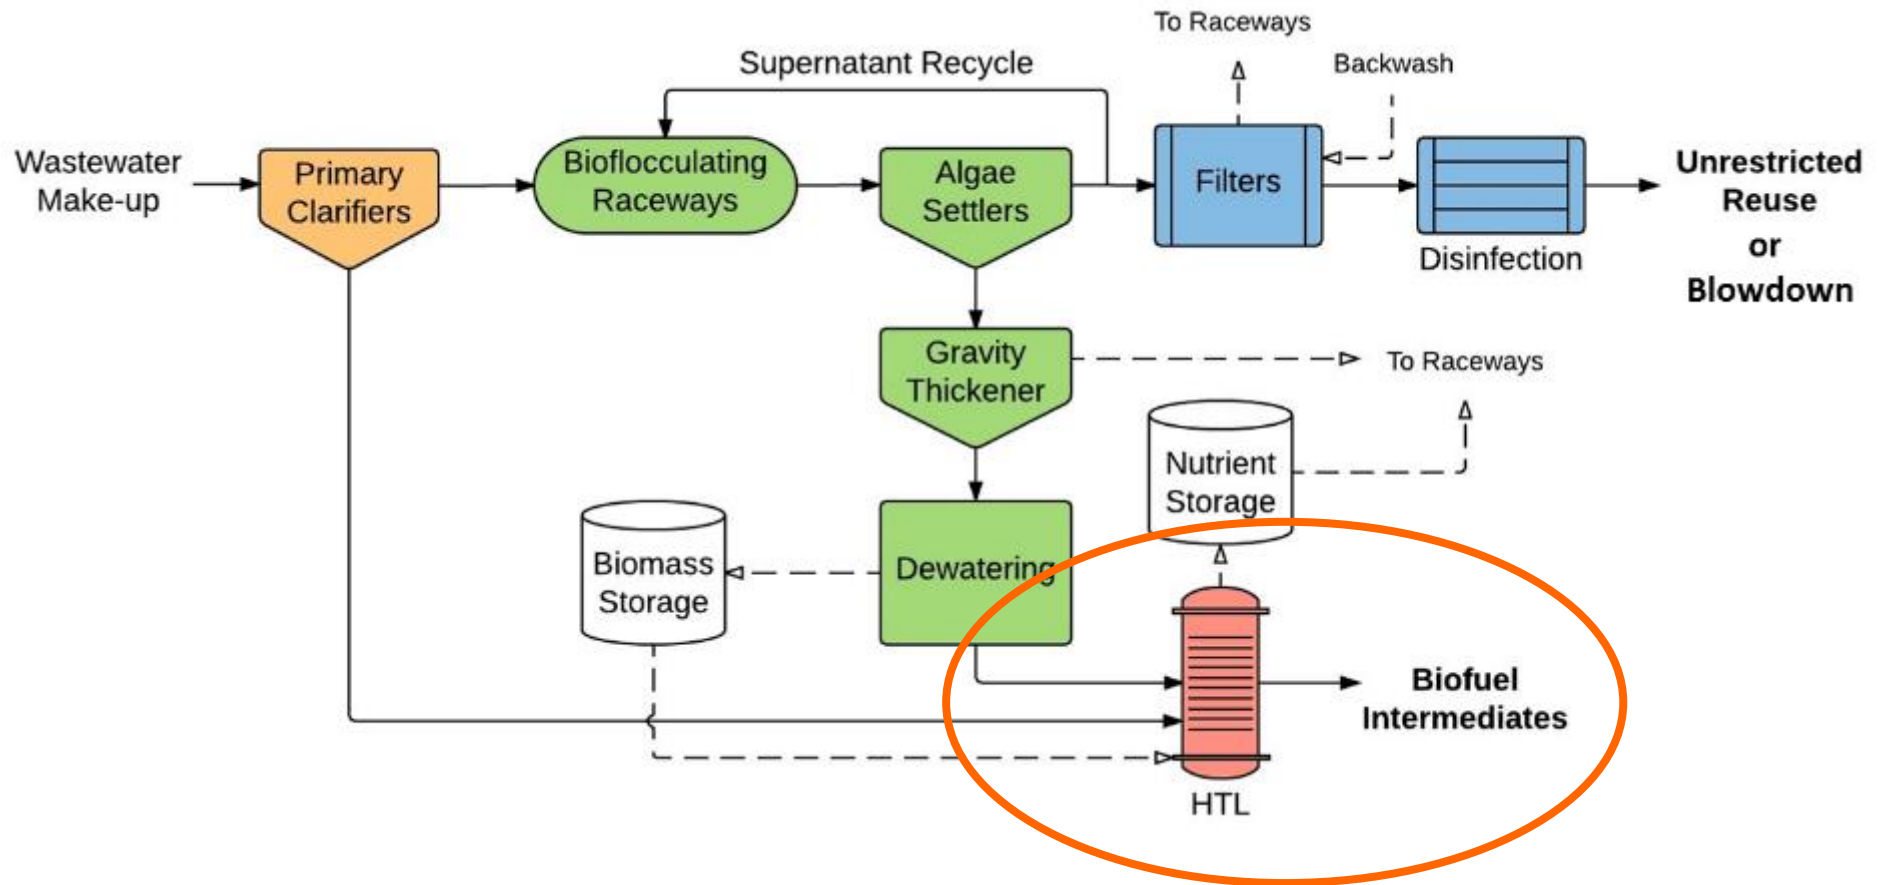 To Raceways
Supernatant Recycle
Backwash
Wastewater
Make-up
Primary
Clarifiers
Bioflocculating
Raceways
Algae
Settlers
Filters
Disinfection
Unrestricted
Reuse
or
Blowdown
Gravity
Thickener
To Raceways
Nutrient
Storage
Biomass
Storage
Dewatering
Biofuel
Intermediates
HTL